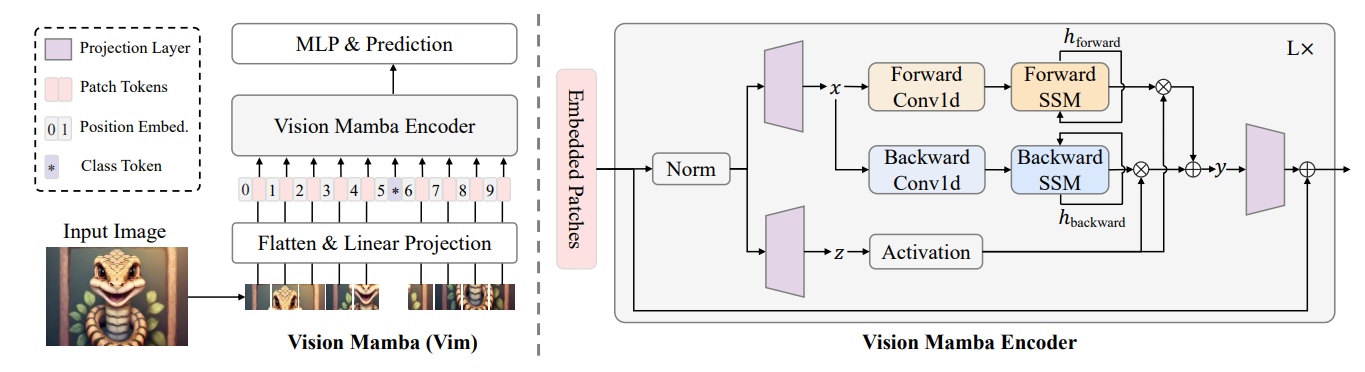 Projection Layer
Patch Tokens
0 1 Position Embed.
* Class Token
Input Image
MLP & Prediction
Vision Mamba Encoder
0 1 2 3 4 5 * 6 7 8 9
Flatten & Linear Projection
Vision Mamba (Vim)
Embedded Patches
L×
Norm
x
Forward Conv1d
h forward
Forward SSM
Backward Conv1d
Backward SSM
h backward
y
z
Activation
Vision Mamba Encoder